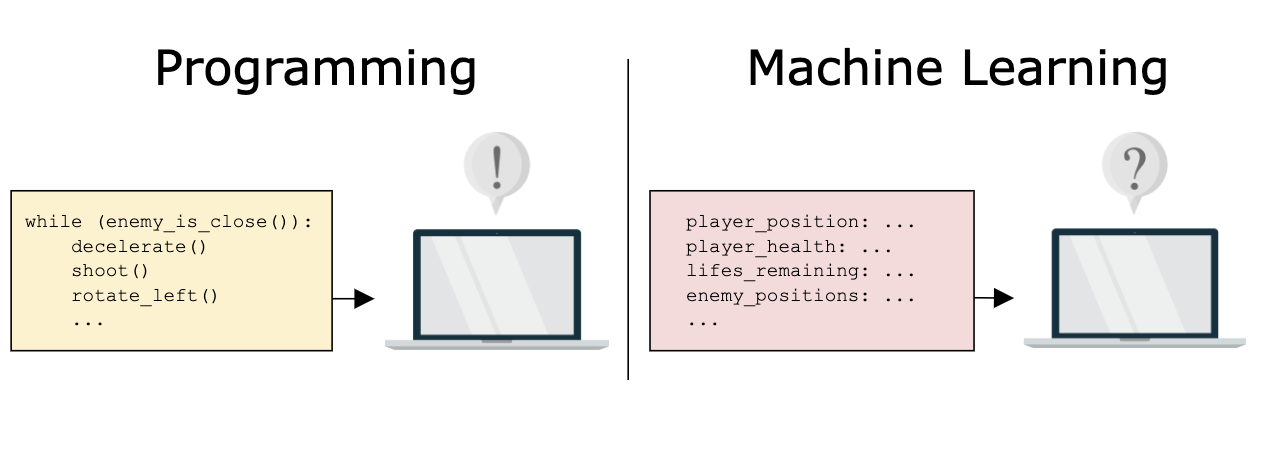 Programming
!
while (enemy_is_close()):
    decelerate()
    shoot()
    rotate_left()
    ...
Machine Learning
?
player_position: ...
player_health: ...
lifes_remaining: ...
enemy_positions: ...
...